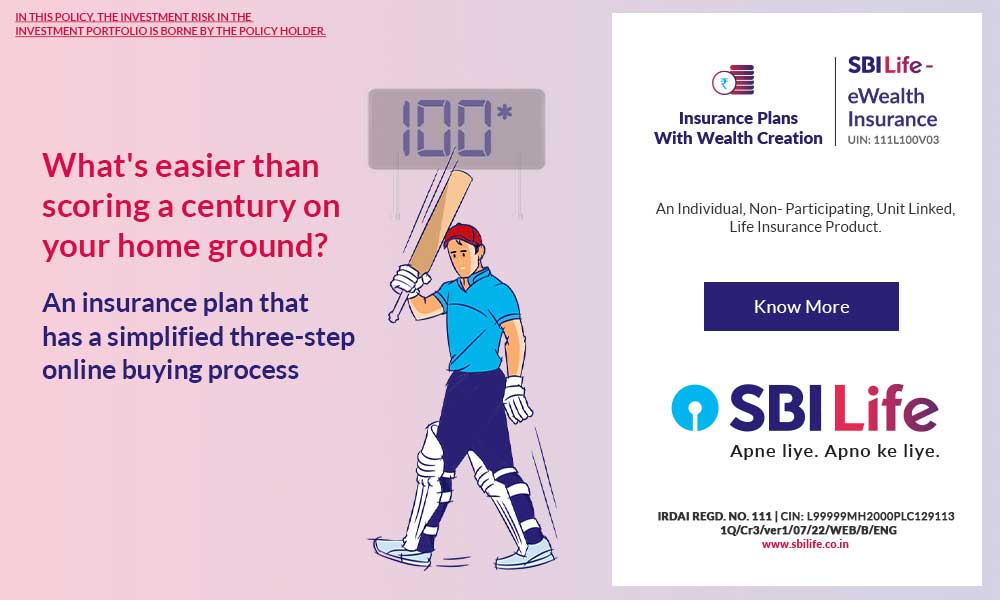 IN THIS POLICY, THE INVESTMENT RISK IN THE
INVESTMENT PORTFOLIO IS BORNE BY THE POLICY HOLDER.
100*
What's easier than
scoring a century on
your home ground?
An insurance plan that
has a simplified three-step
online buying process
₹
Insurance Plans
With Wealth Creation
SBI Life -
eWealth
Insurance
UIN: 111L100V03
An Individual, Non- Participating, Unit Linked,
Life Insurance Product.
Know More
SBI Life
Apne liye. Apno ke liye.
IRDAI REGD. NO. 111 | CIN: L99999MH2000PLC129113
1Q/Cr3/ver1/07/22/WEB/B/ENG
www.sbilife.co.in